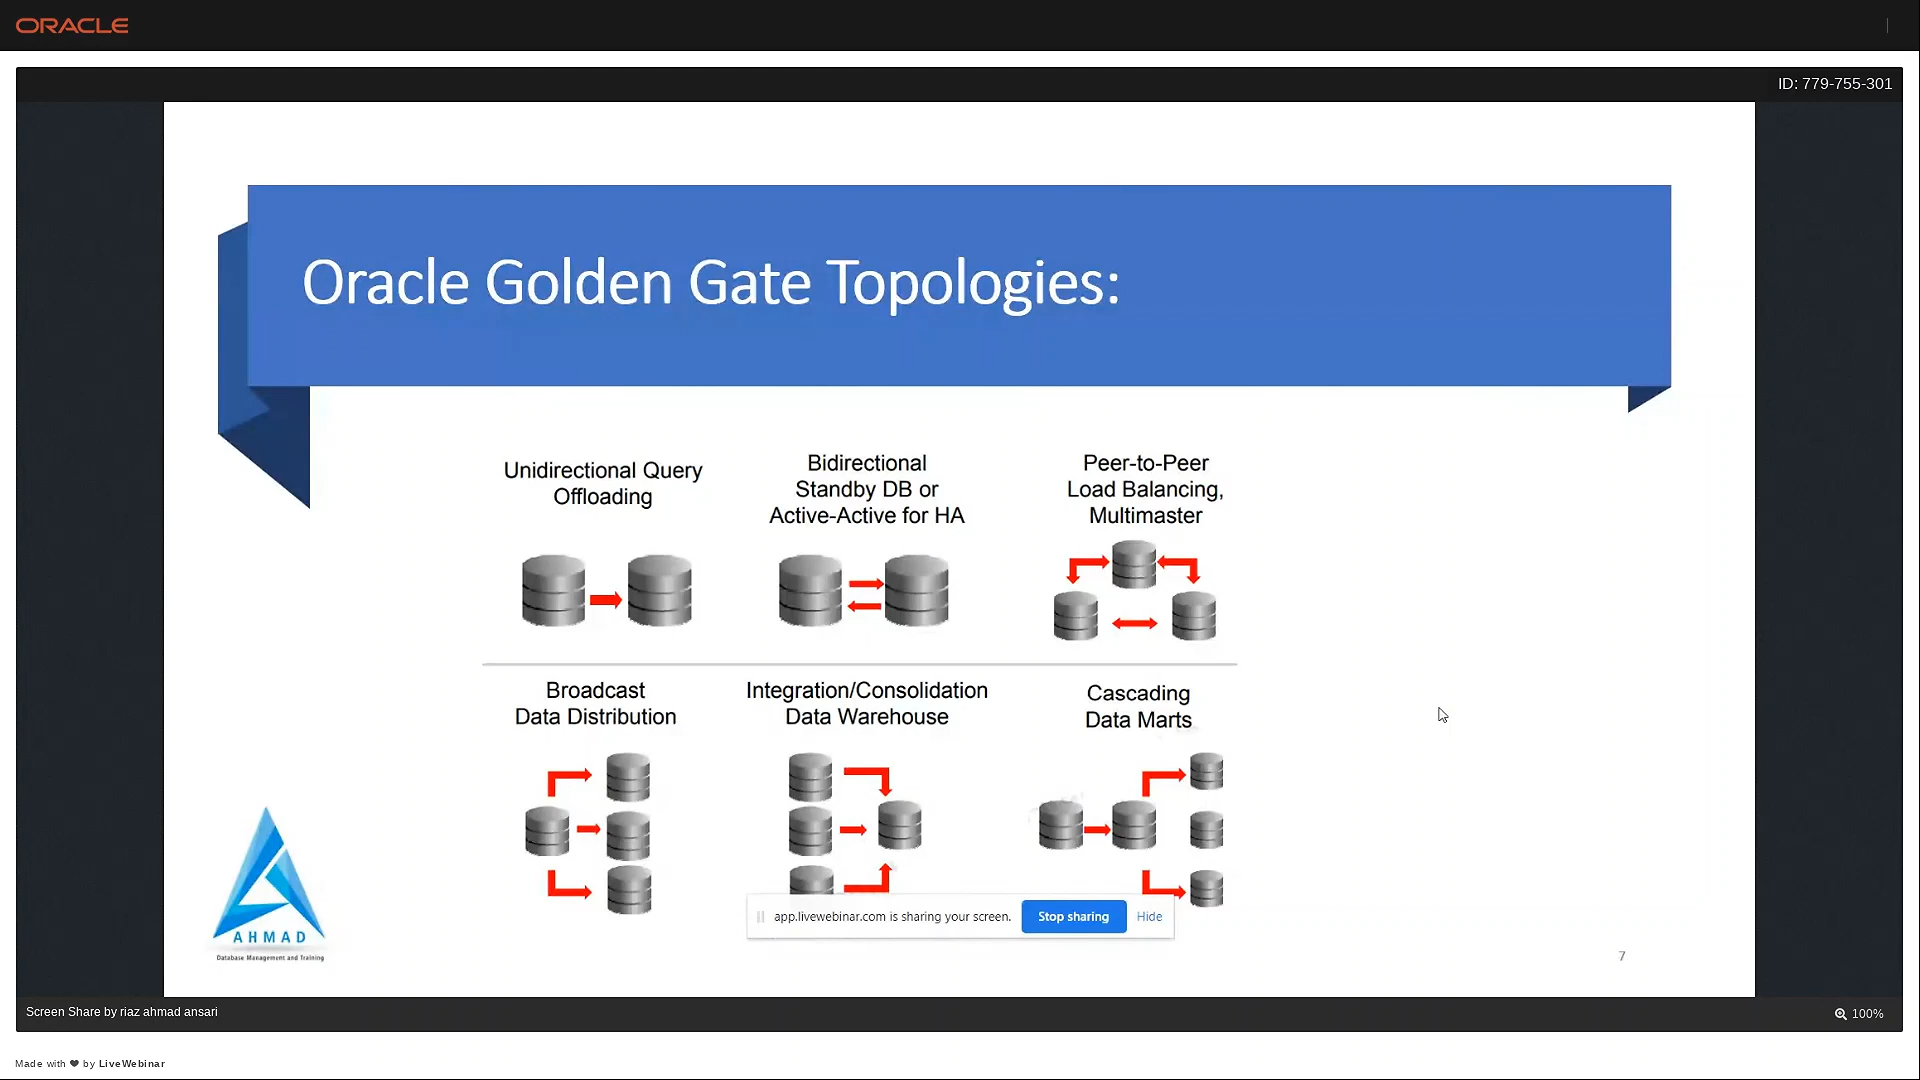 ORACLE
ID: 779-755-301
Oracle Golden Gate Topologies:
Unidirectional Query
Offloading
Bidirectional
Standby DB or
Active-Active for HA
Peer-to-Peer
Load Balancing,
Multimaster
Broadcast
Data Distribution
Integration/Consolidation
Data Warehouse
Cascading
Data Marts
AHMAD
Database Management and Training
app.livewebinar.com is sharing your screen.
Stop sharing
Hide
7
Screen Share by riaz ahmad ansari
100%
Made with ❤ by LiveWebinar